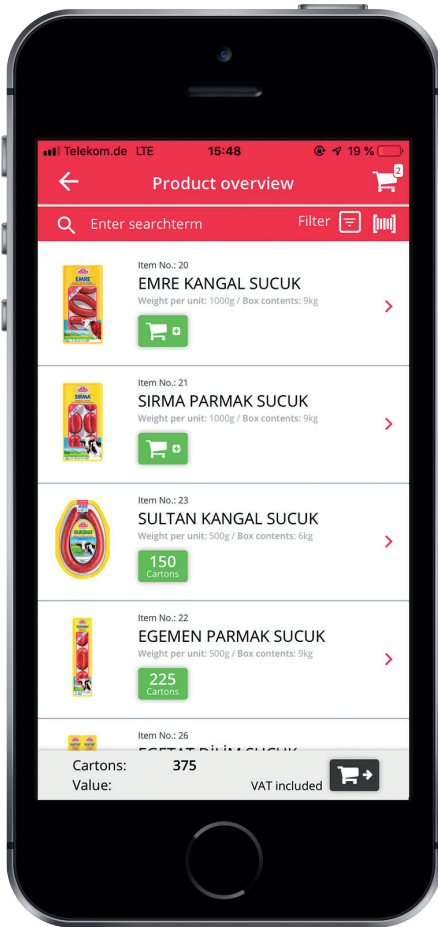 Telekom.de LTE 15:48 19 %
Product overview 2
Enter searchterm Filter
Item No.: 20
EMRE KANGAL SUCUK
Weight per unit: 1000g / Box contents: 9kg
EMRE
Item No.: 21
SIRMA PARMAK SUCUK
Weight per unit: 1000g / Box contents: 9kg
SIRMA
Item No.: 23
SULTAN KANGAL SUCUK
Weight per unit: 500g / Box contents: 6kg
SULTAN
150
Cartons
Item No.: 22
EGEMEN PARMAK SUCUK
Weight per unit: 500g / Box contents: 9kg
225
Cartons
Item No.: 26
Cartons: 375
Value: VAT included